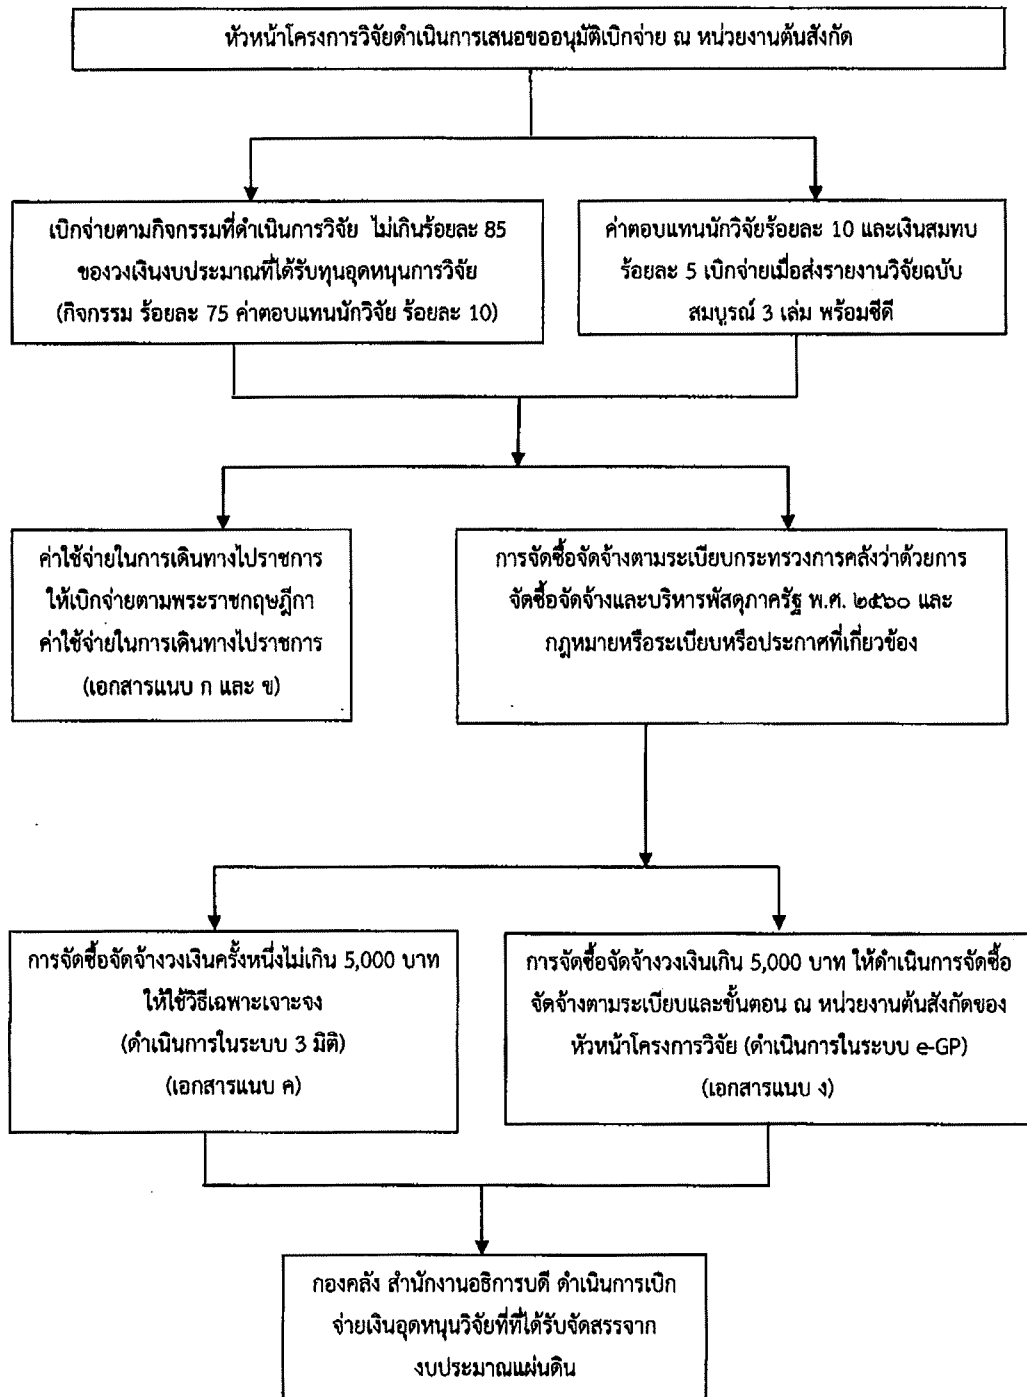 หัวหน้าโครงการวิจัยดำเนินการเสนอขออนุมัติเบิกจ่าย ณ หน่วยงานต้นสังกัด
เบิกจ่ายตามกิจกรรมที่ดำเนินการวิจัย ไม่เกินร้อยละ 85
ของวงเงินงบประมาณที่ได้รับทุนอุดหนุนการวิจัย
(กิจกรรม ร้อยละ 75 ค่าตอบแทนนักวิจัย ร้อยละ 10)
ค่าตอบแทนนักวิจัยร้อยละ 10 และเงินสมทบ
ร้อยละ 5 เบิกจ่ายเมื่อส่งรายงานวิจัยฉบับ
สมบูรณ์ 3 เล่ม พร้อมซีดี
ค่าใช้จ่ายในการเดินทางไปราชการ
ให้เบิกจ่ายตามพระราชกฤษฎีกา
ค่าใช้จ่ายในการเดินทางไปราชการ
(เอกสารแนบ ก และ ข)
การจัดซื้อจัดจ้างตามระเบียบกระทรวงการคลังว่าด้วยการ
จัดซื้อจัดจ้างและบริหารพัสดุภาครัฐ พ.ศ. ๒๕๖๐ และ
กฎหมายหรือระเบียบหรือประกาศที่เกี่ยวข้อง
การจัดซื้อจัดจ้างวงเงินครั้งหนึ่งไม่เกิน 5,000 บาท
ให้ใช้วิธีเฉพาะเจาะจง
(ดำเนินการในระบบ 3 มิติ)
(เอกสารแนบ ค)
การจัดซื้อจัดจ้างวงเงินเกิน 5,000 บาท ให้ดำเนินการจัดซื้อ
จัดจ้างตามระเบียบและขั้นตอน ณ หน่วยงานต้นสังกัดของ
หัวหน้าโครงการวิจัย (ดำเนินการในระบบ e-GP)
(เอกสารแนบ ง)
กองคลัง สำนักงานอธิการบดี ดำเนินการเบิก
จ่ายเงินอุดหนุนวิจัยที่ที่ได้รับจัดสรรจาก
งบประมาณแผ่นดิน